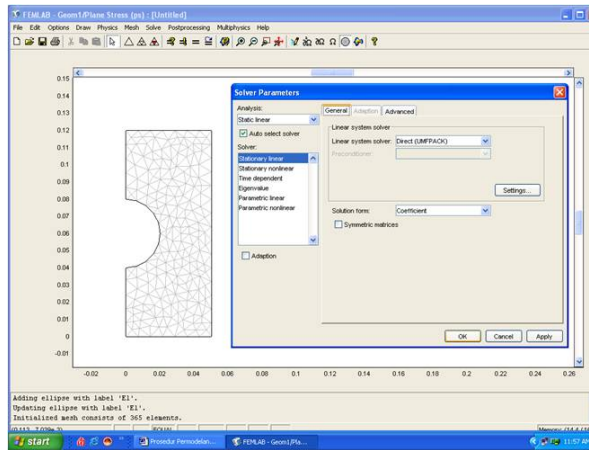 FEMLAB - Geom1/Plane Stress (ps) : [Untitled]
File Edit Options Draw Physics Mesh Solve Postprocessing Multiphysics Help
Solver Parameters
Analysis:
Static linear
Auto select solver
Solver:
Stationary linear
Stationary nonlinear
Time dependent
Eigenvalue
Parametric linear
Parametric nonlinear
Adaption
General Adaption Advanced
Linear system solver
Linear system solver: Direct (UMFPACK)
Preconditioner:
Settings...
Solution form: Coefficient
Symmetric matrices
OK Cancel Apply
0.15
0.14
0.13
0.12
0.11
0.1
0.09
0.08
0.07
0.06
0.05
0.04
0.03
0.02
0.01
0
-0.01
-0.02 0 0.02 0.04 0.06 0.08 0.1 0.12 0.14 0.16 0.18 0.2 0.22 0.24 0.26
Adding ellipse with label 'E1'.
Updating ellipse with label 'E1'.
Initialized mesh consists of 365 elements.
EQUAL
start
Prosedur Permodelan...
FEMLAB - Geom1/Pla...
11:57 AM